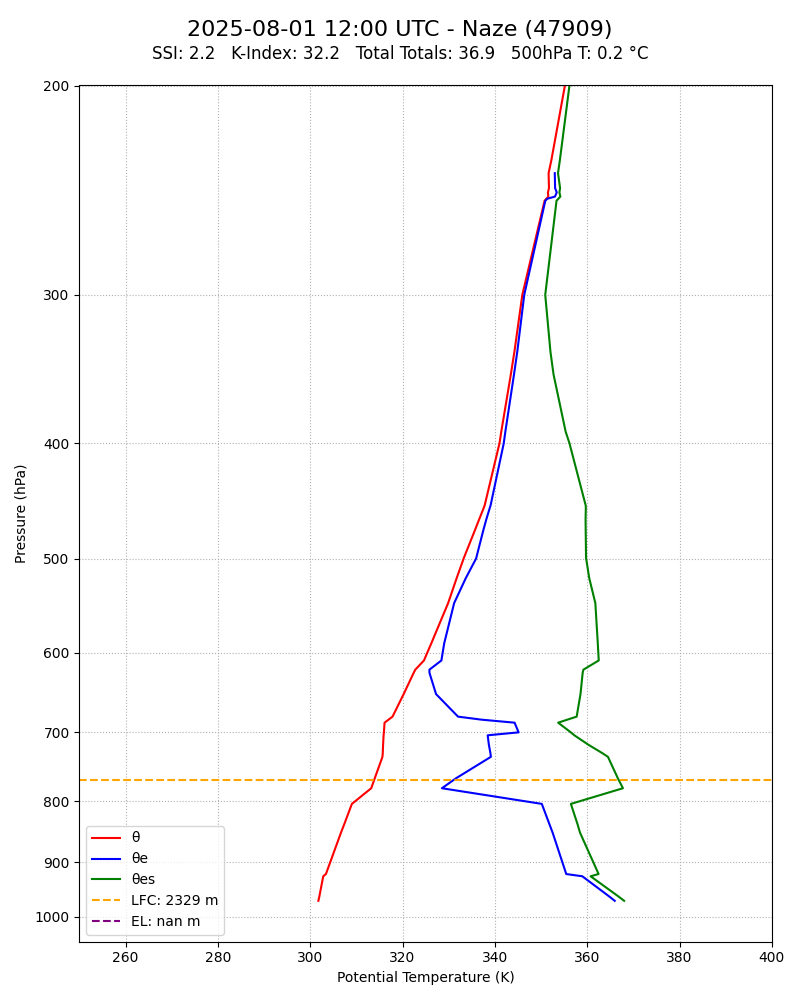 2025-08-01 12:00 UTC - Naze (47909)
SSI: 2.2   K-Index: 32.2   Total Totals: 36.9   500hPa T: 0.2 °C
200
300
400
500
600
700
800
900
1000
Pressure (hPa)
θ
θe
θes
LFC: 2329 m
EL: nan m
260 280 300 320 340 360 380 400
Potential Temperature (K)